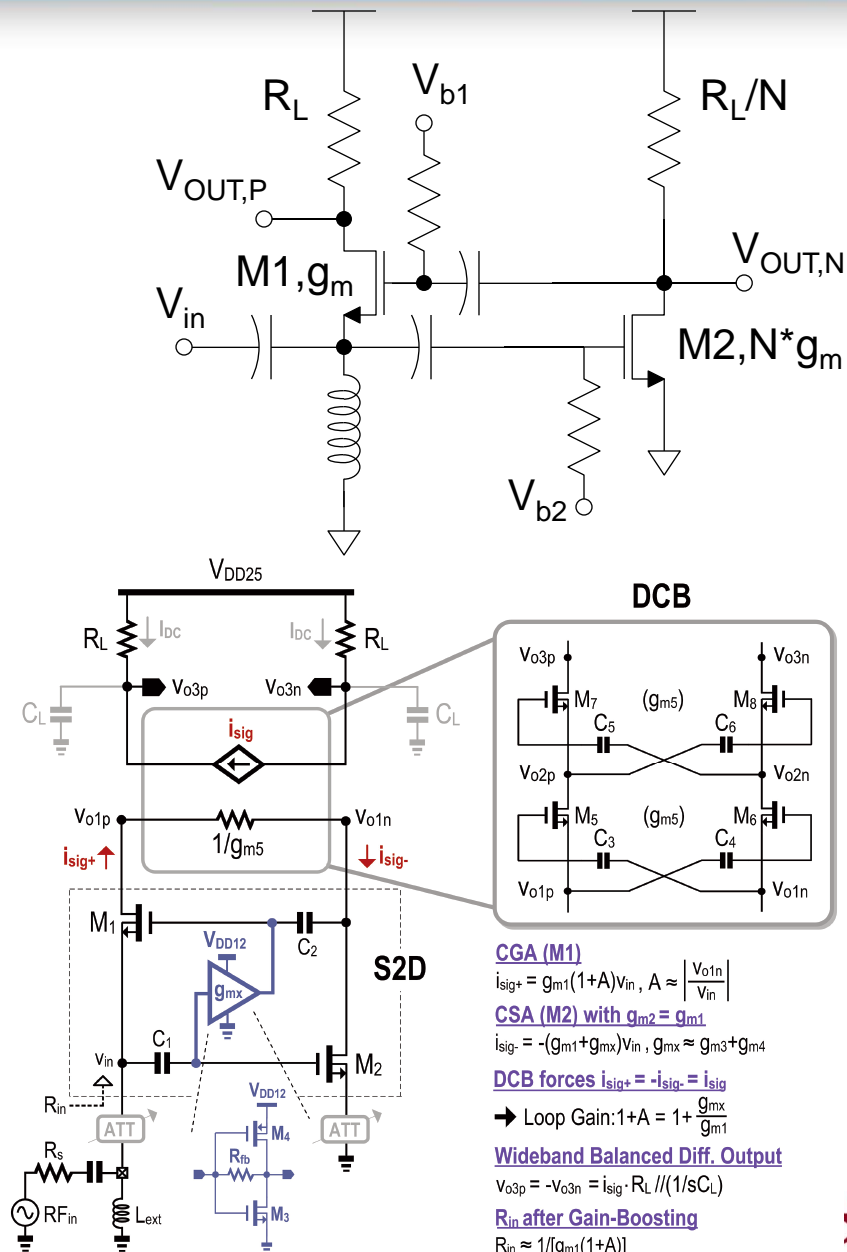 R_L
V_b1
R_L/N
V_OUT,P
V_OUT,N
M1,g_m
V_in
M2,N*g_m
V_b2
V_DD25
DCB
R_L
I_DC
I_DC
R_L
C_L
V_o3p
V_o3n
C_L
i_sig
V_o1p
V_o1n
1/g_m5
i_sig+
i_sig-
V_o3p
V_o3n
M_7
(g_m5)
M_8
C_5
C_6
V_o2p
V_o2n
M_5
(g_m5)
M_6
C_3
C_4
V_o1p
V_o1n
M_1
C_2
V_DD12
g_mx
S2D
C_1
v_in
M_2
R_in
ATT
ATT
V_DD12
M_4
R_fb
M_3
R_s
RF_in
L_ext
CGA (M1)
i_sig+ = g_m1(1+A)v_in , A ≈ |v_o1n/v_in|
CSA (M2) with g_m2 = g_m1
i_sig- = -(g_m1+g_mx)v_in , g_mx ≈ g_m3+g_m4
DCB forces i_sig+ = -i_sig- = i_sig
➔ Loop Gain:1+A = 1+ g_mx/g_m1
Wideband Balanced Diff. Output
v_o3p = -v_o3n = i_sig·R_L //(1/sC_L)
R_in after Gain-Boosting
R_in ≈ 1/[g_m1(1+A)]